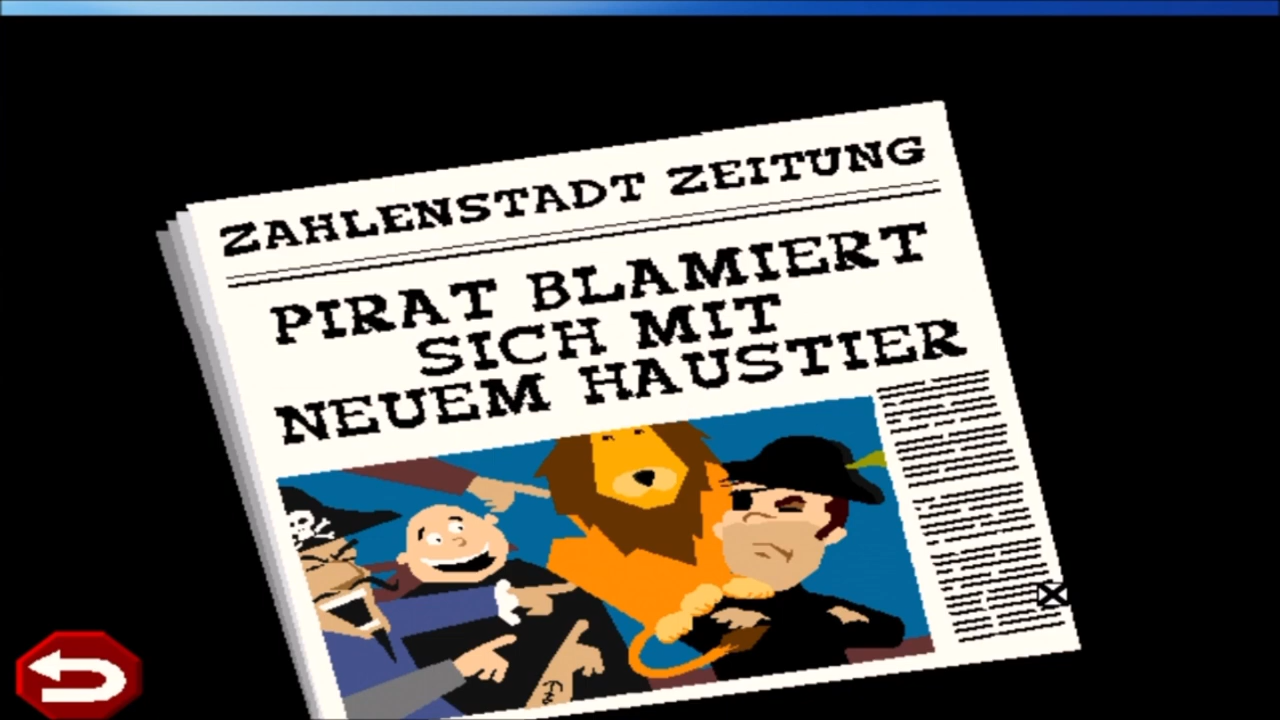 ZAHLENSTADT ZEITUNG
PIRAT BLAMIERT
SICH MIT
NEUEM HAUSTIER